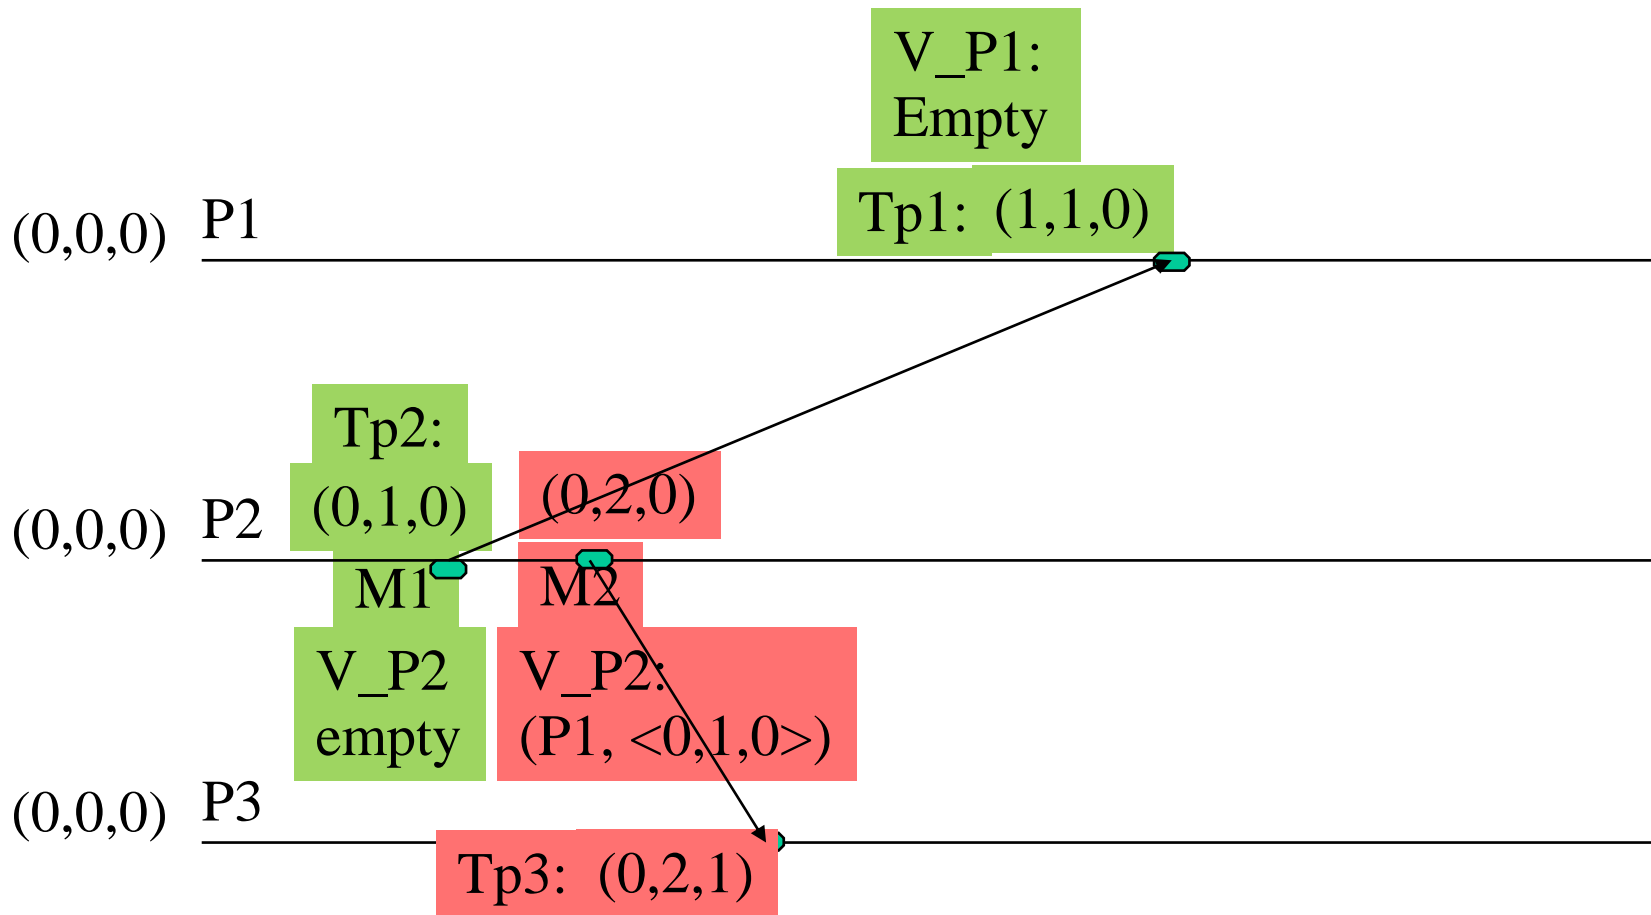 V_P1:
Empty
Tp1: (1,1,0)
(0,0,0) P1
Tp2:
(0,1,0)
(0,2,0)
(0,0,0) P2
M1
M2
V_P2
empty
V_P2:
(P1, <0,1,0>)
(0,0,0) P3
Tp3: (0,2,1)